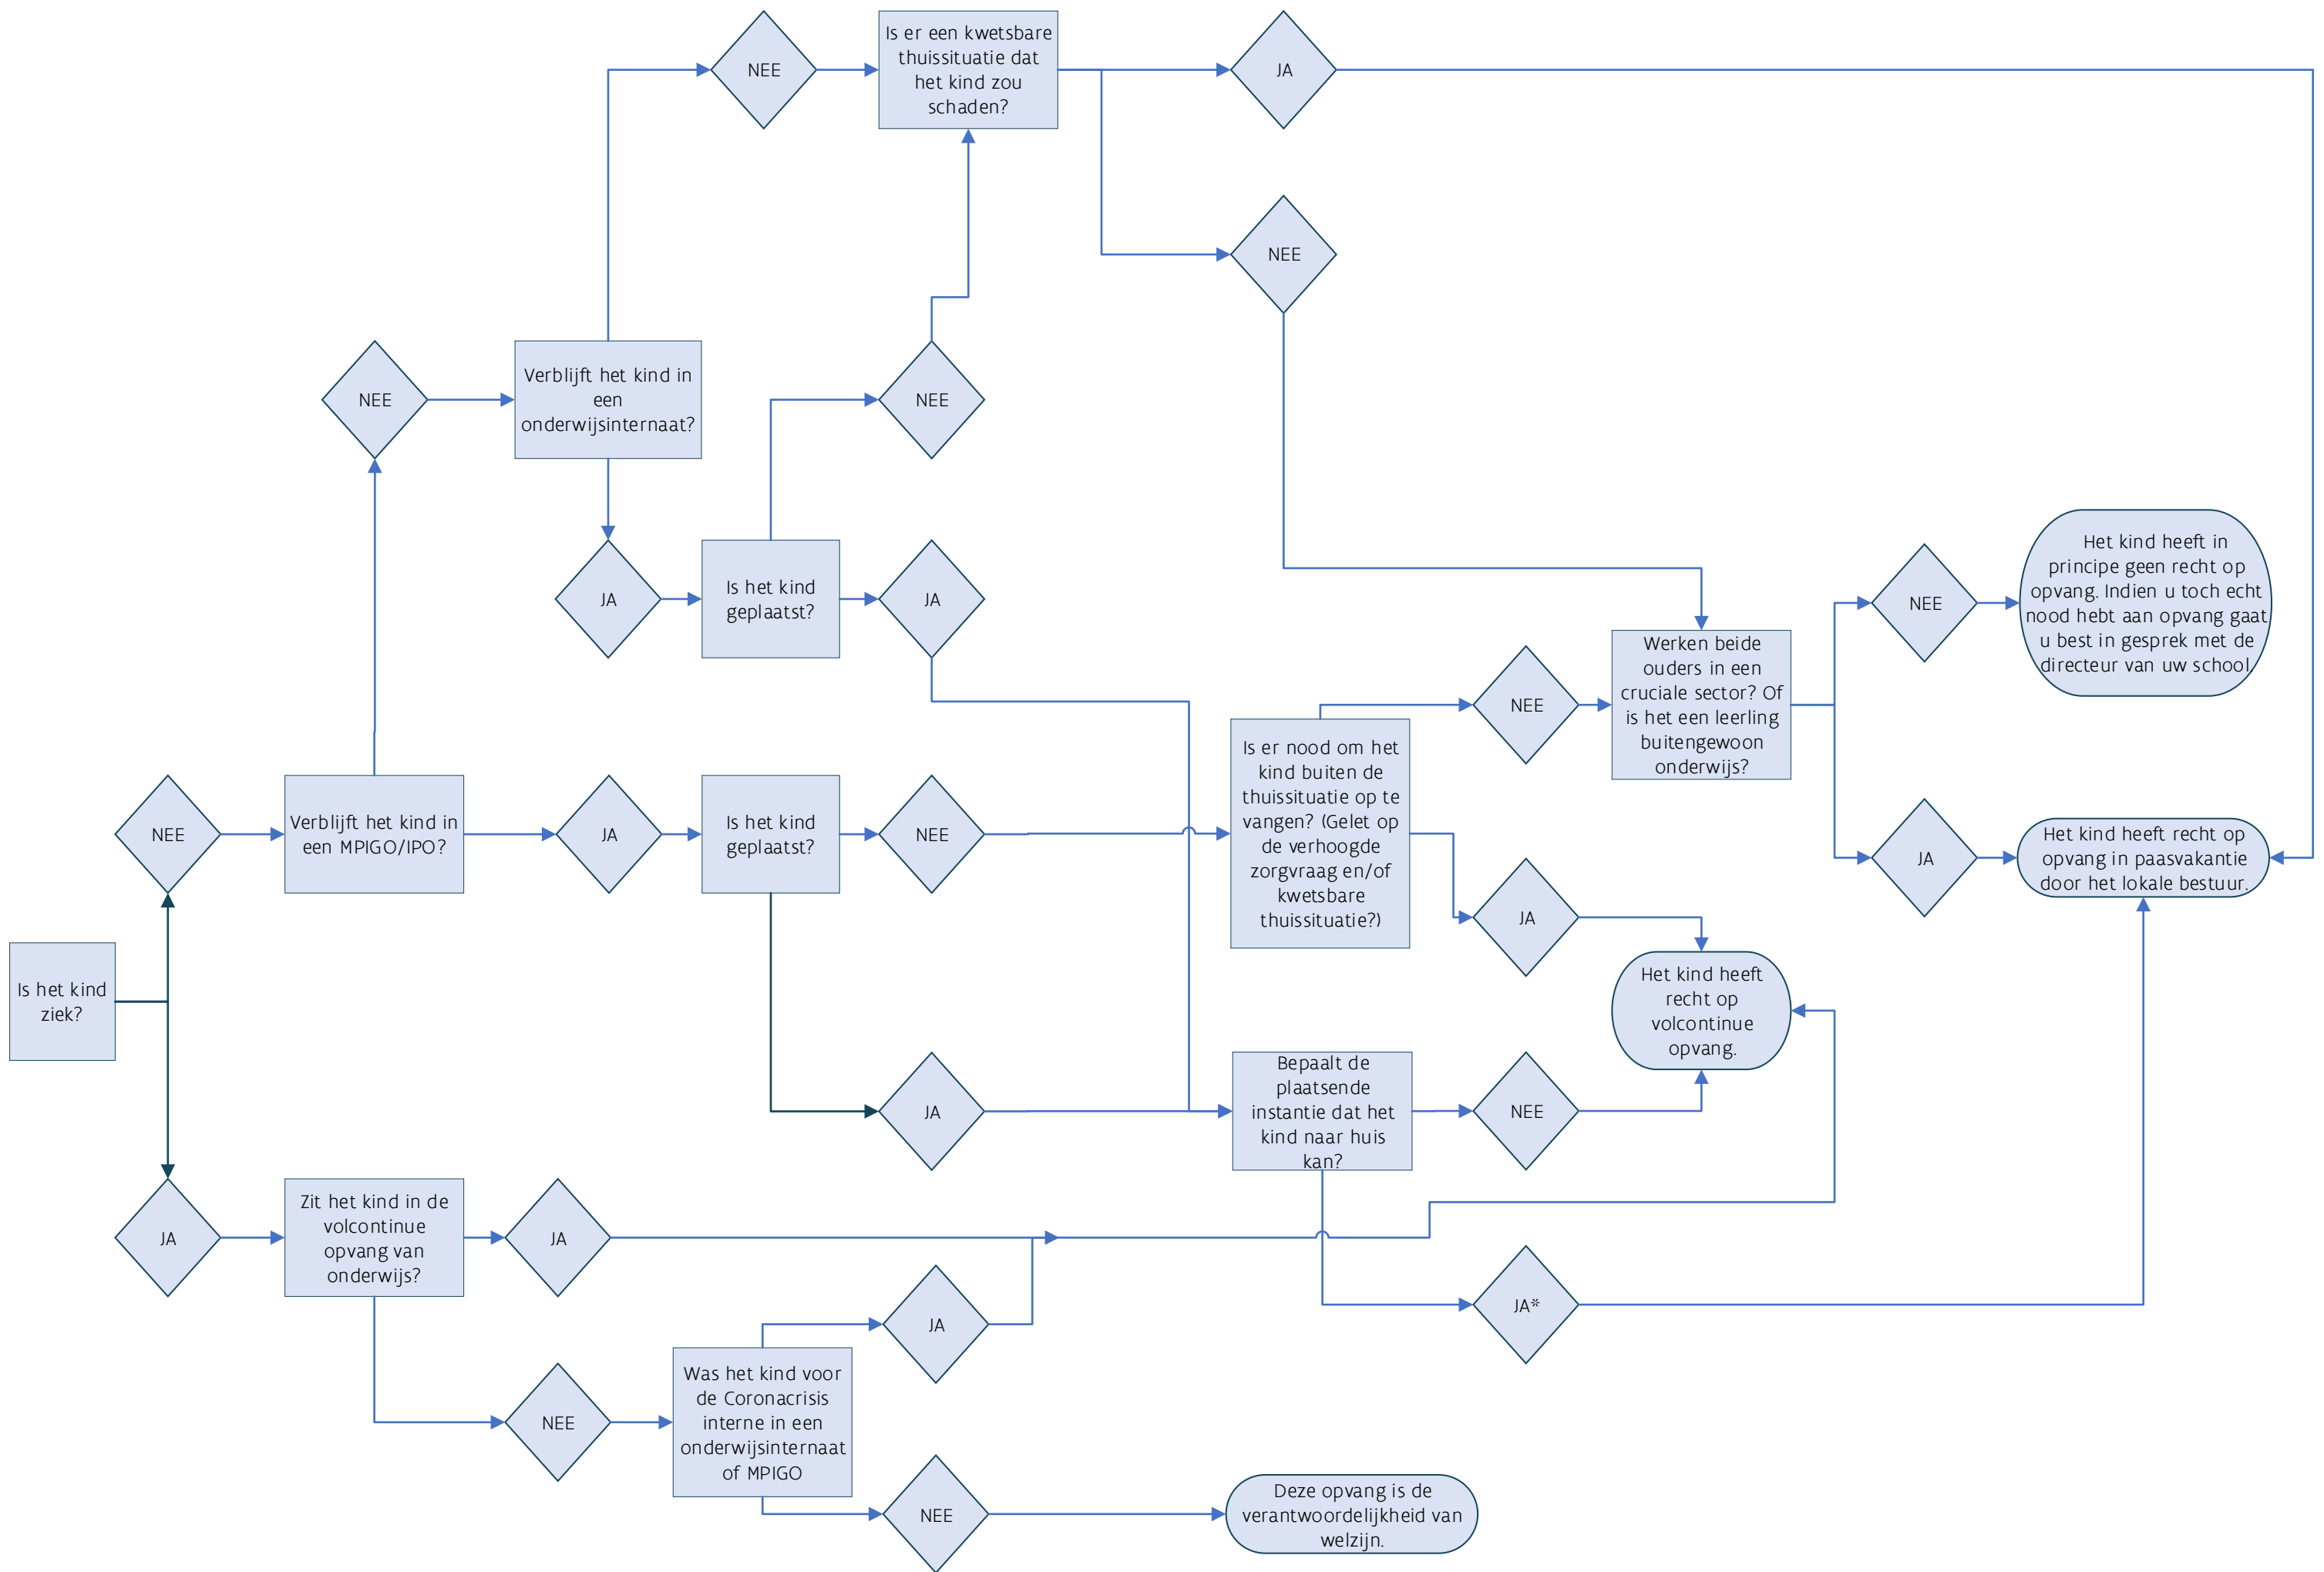 NEE
Is er een kwetsbare
thuissituatie dat
het kind zou
schaden?
JA
NEE
NEE
Verblijft het kind in
een
onderwijsinternaat?
NEE
JA
Is het kind
geplaatst?
JA
NEE
Het kind heeft in
principe geen recht op
opvang. Indien u toch echt
nood hebt aan opvang gaat
u best in gesprek met de
directeur van uw school.
NEE
Werken beide
ouders in een
cruciale sector? Of
is het een leerling
buitengewoon
onderwijs?
NEE
Verblijft het kind in
een MPIGO/IPO?
JA
Is het kind
geplaatst?
NEE
Is er nood om het
kind buiten de
thuissituatie op te
vangen? (Gelet op
de verhoogde
zorgvraag en/of
kwetsbare
thuissituatie?)
JA
JA
Het kind heeft recht op
opvang in paasvakantie
door het lokale bestuur.
Is het kind
ziek?
Het kind heeft
recht op
volcontinue
opvang.
JA
Bepaalt de
plaatsende
instantie dat het
kind naar huis
kan?
NEE
JA
Zit het kind in de
volcontinue
opvang van
onderwijs?
JA
JA
JA*
NEE
Was het kind voor
de Coronacrisis
interne in een
onderwijsinternaat
of MPIGO
NEE
Deze opvang is de
verantwoordelijkheid van
welzijn.